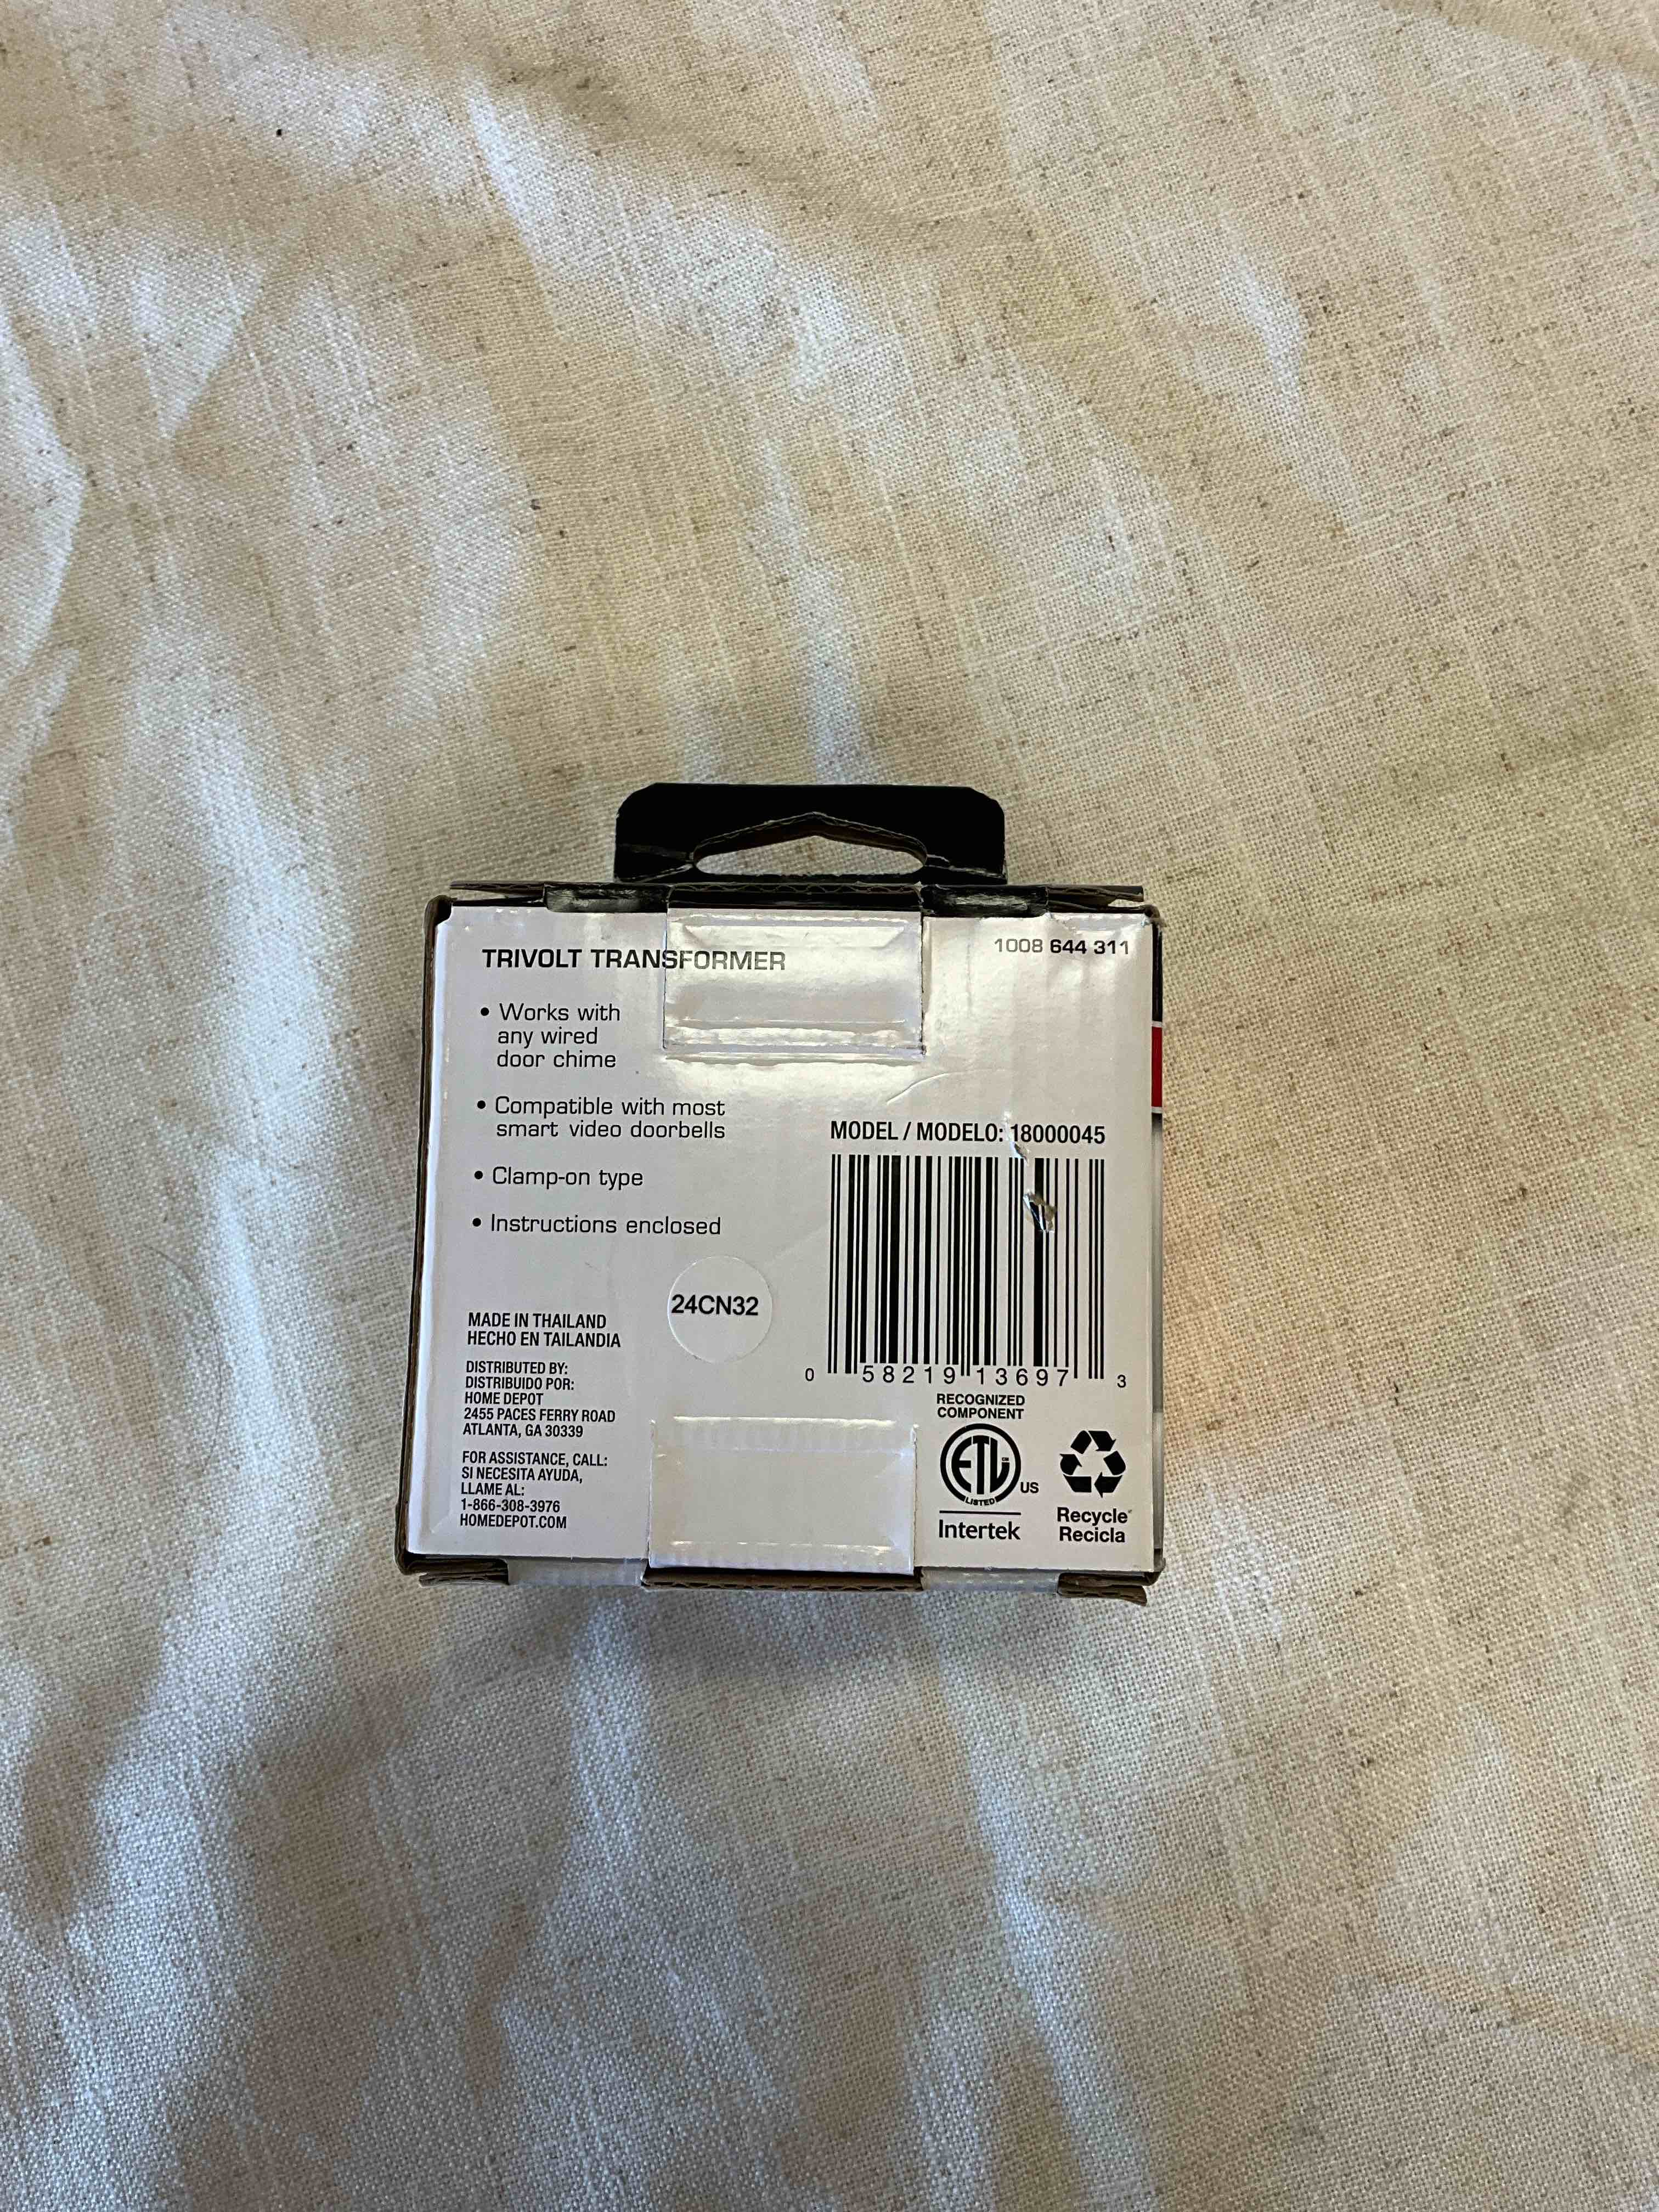 TRIVOLT TRANSFORMER
1008 644 311
• Works with
any wired
door chime
• Compatible with most
smart video doorbells
• Clamp-on type
• Instructions enclosed
MODEL / MODELO: 18000045
0 58219 13697 3
24CN32
MADE IN THAILAND
HECHO EN TAILANDIA
DISTRIBUTED BY:
DISTRIBUIDO POR:
HOME DEPOT
2455 PACES FERRY ROAD
ATLANTA, GA 30339
FOR ASSISTANCE, CALL:
SI NECESITA AYUDA,
LLAME AL:
1-866-308-3976
HOMEDEPOT.COM
RECOGNIZED
COMPONENT
ETL
LISTED
US
Intertek
Recycle
Recicla